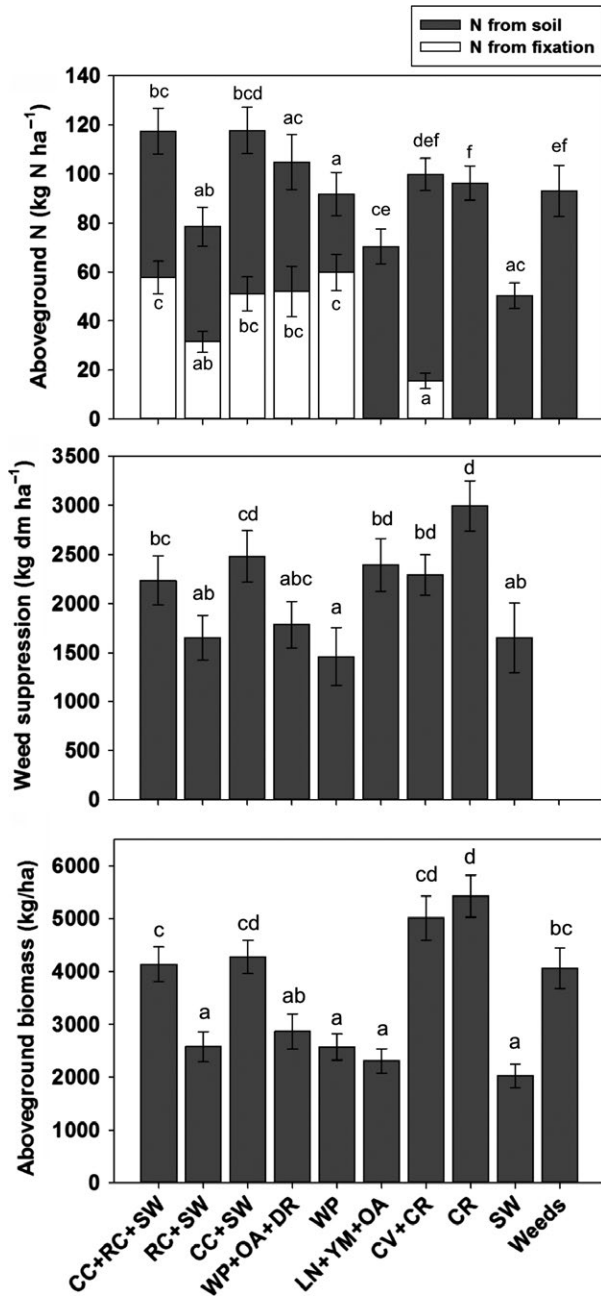 N from soil
N from fixation
Aboveground N (kg N ha⁻¹)
140
120
100
80
60
40
20
0
bc
ab
bcd
ac
a
ce
def
f
ac
ef
c
ab
bc
bc
c
a
Weed suppression (kg dm ha⁻¹)
3500
3000
2500
2000
1500
1000
500
0
bc
ab
cd
abc
a
bd
bd
d
ab
Aboveground biomass (kg/ha)
6000
5000
4000
3000
2000
1000
0
c
a
cd
ab
a
a
cd
d
a
bc
CC+RC+SW
RC+SW
CC+SW
WP+OA+DR
WP
LN+YM+OA
CV+CR
CR
SW
Weeds